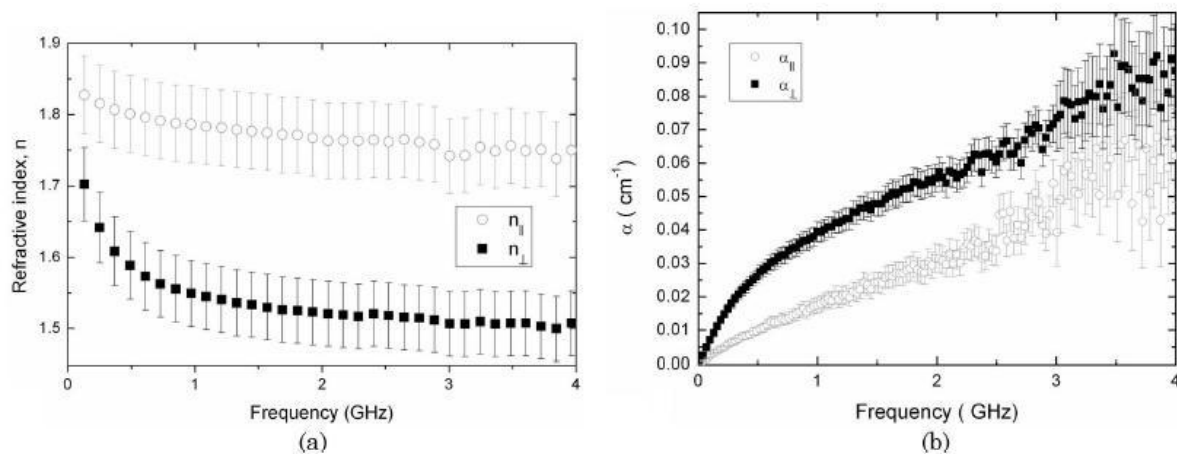 1.9
1.8
1.7
1.6
1.5
Refractive index, n
n∥
n⊥
0
1
2
3
4
Frequency (GHz)
(a)
0.10
0.09
0.08
0.07
0.06
0.05
0.04
0.03
0.02
0.01
0.00
α ( cm⁻¹)
α∥
α⊥
0
1
2
3
4
Frequency ( GHz)
(b)